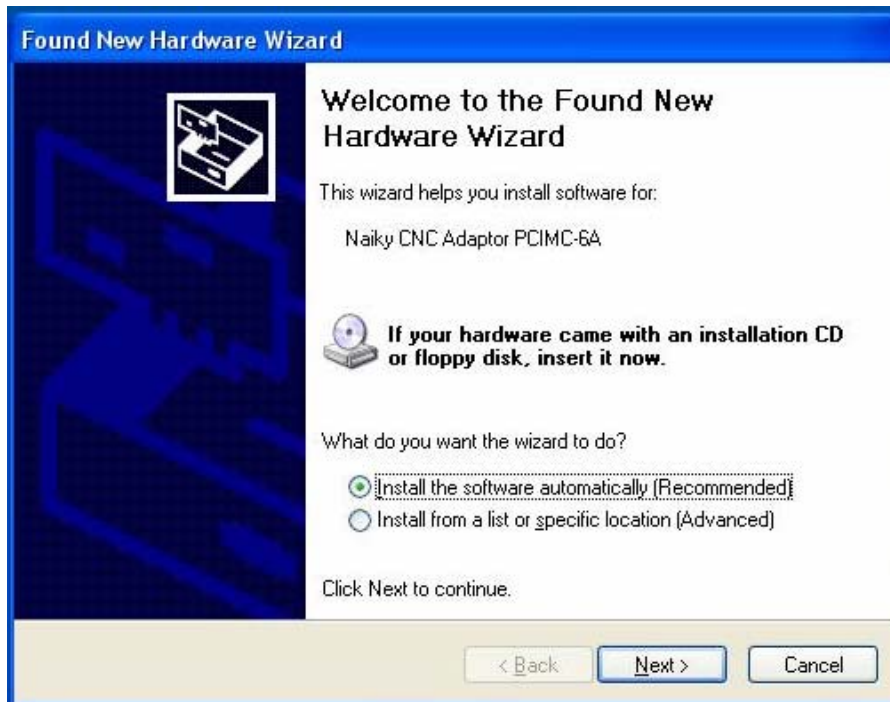 Found New Hardware Wizard
Welcome to the Found New
Hardware Wizard
This wizard helps you install software for:
Naiky CNC Adaptor PCIMC-6A
If your hardware came with an installation CD
or floppy disk, insert it now.
What do you want the wizard to do?
Install the software automatically (Recommended)
Install from a list or specific location (Advanced)
Click Next to continue.
< Back Next > Cancel